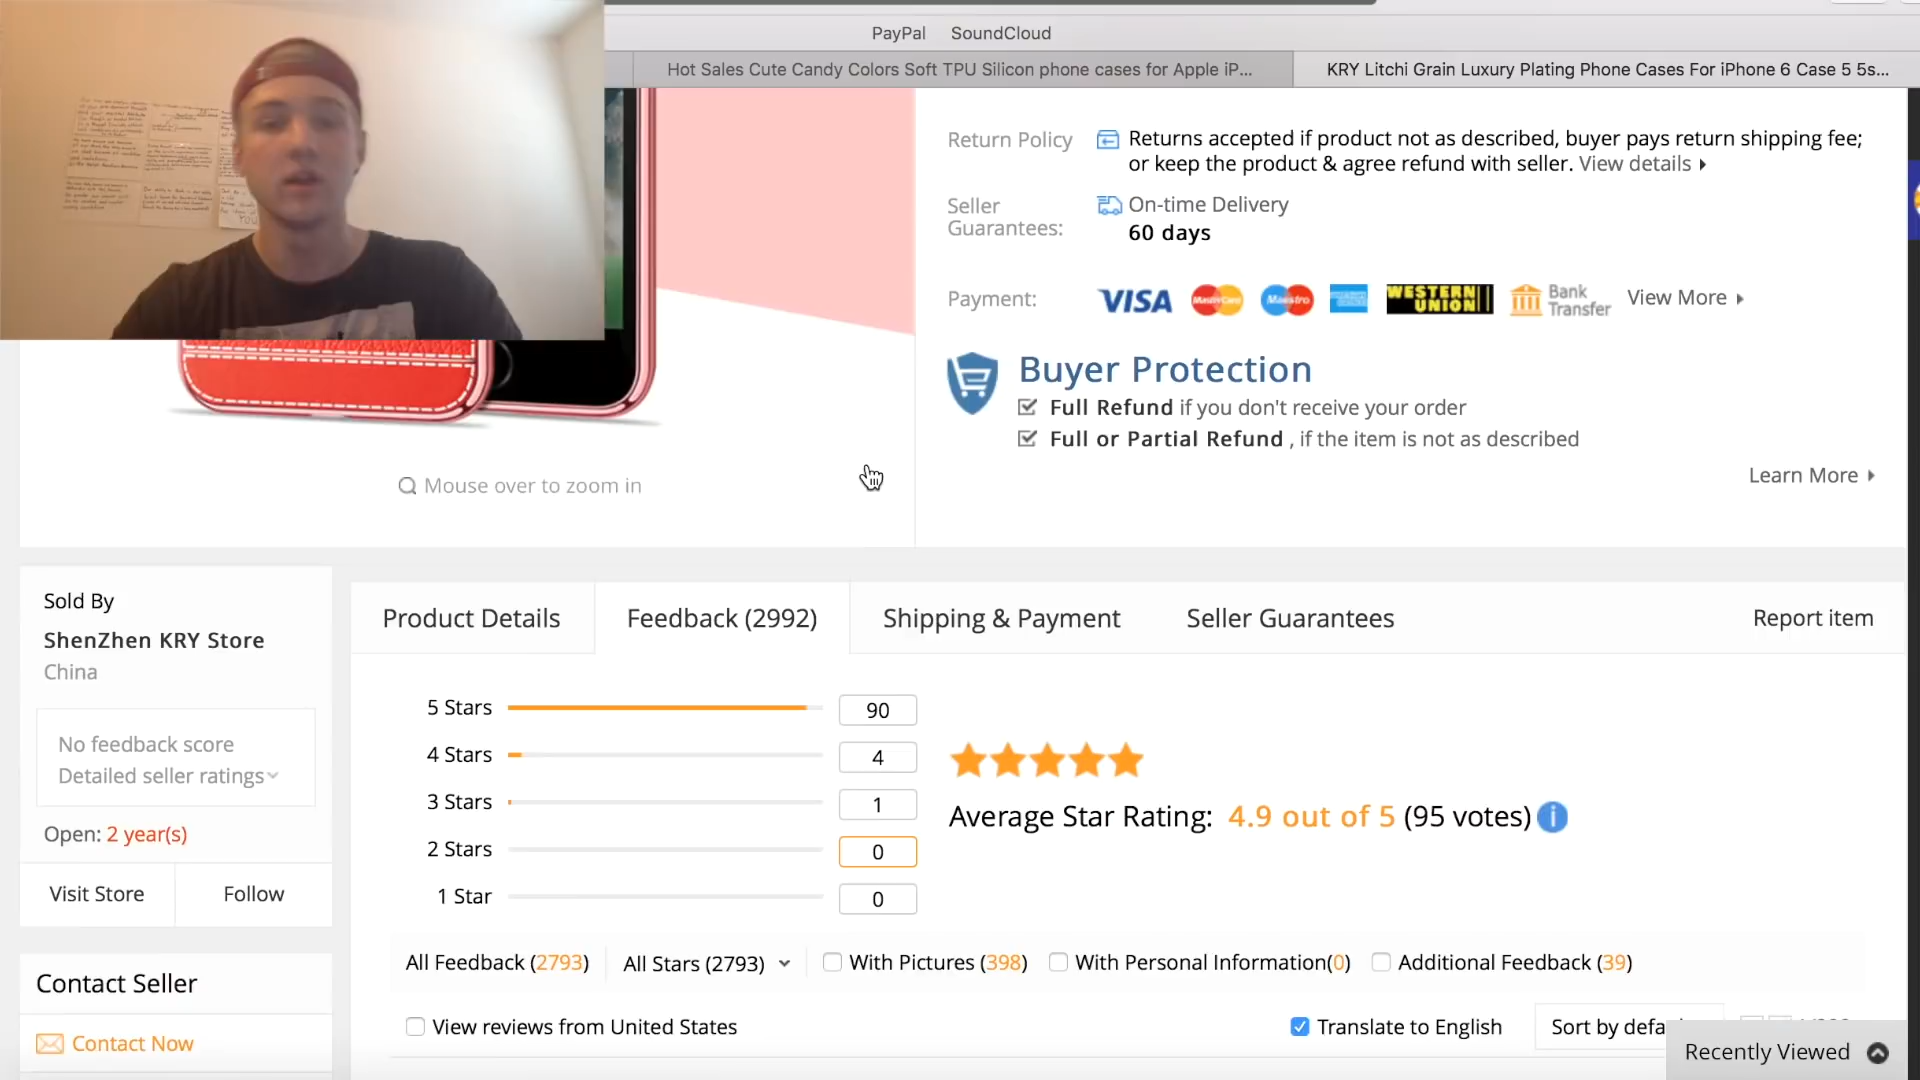 PayPal SoundCloud
Hot Sales Cute Candy Colors Soft TPU Silicon phone cases for Apple iP...
KRY Litchi Grain Luxury Plating Phone Cases For iPhone 6 Case 5 5s...
Return Policy
Returns accepted if product not as described, buyer pays return shipping fee;
or keep the product & agree refund with seller. View details
Seller
Guarantees:
On-time Delivery
60 days
Payment:
VISA MasterCard Maestro WESTERN UNION Bank Transfer View More
Buyer Protection
Full Refund if you don't receive your order
Full or Partial Refund , if the item is not as described
Learn More
Mouse over to zoom in
Sold By
ShenZhen KRY Store
China
No feedback score
Detailed seller ratings
Open: 2 year(s)
Visit Store Follow
Contact Seller
Contact Now
Product Details Feedback (2992) Shipping & Payment Seller Guarantees Report item
5 Stars 90
4 Stars 4
3 Stars 1
2 Stars 0
1 Star 0
Average Star Rating: 4.9 out of 5 (95 votes)
All Feedback (2793) All Stars (2793) With Pictures (398) With Personal Information(0) Additional Feedback (39)
View reviews from United States Translate to English Sort by defa
Recently Viewed